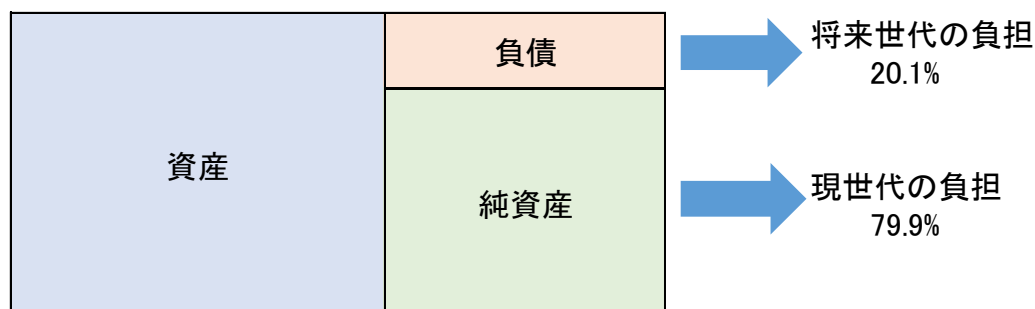 負債
将来世代の負担
20.1%
資産
純資産
現世代の負担
79.9%